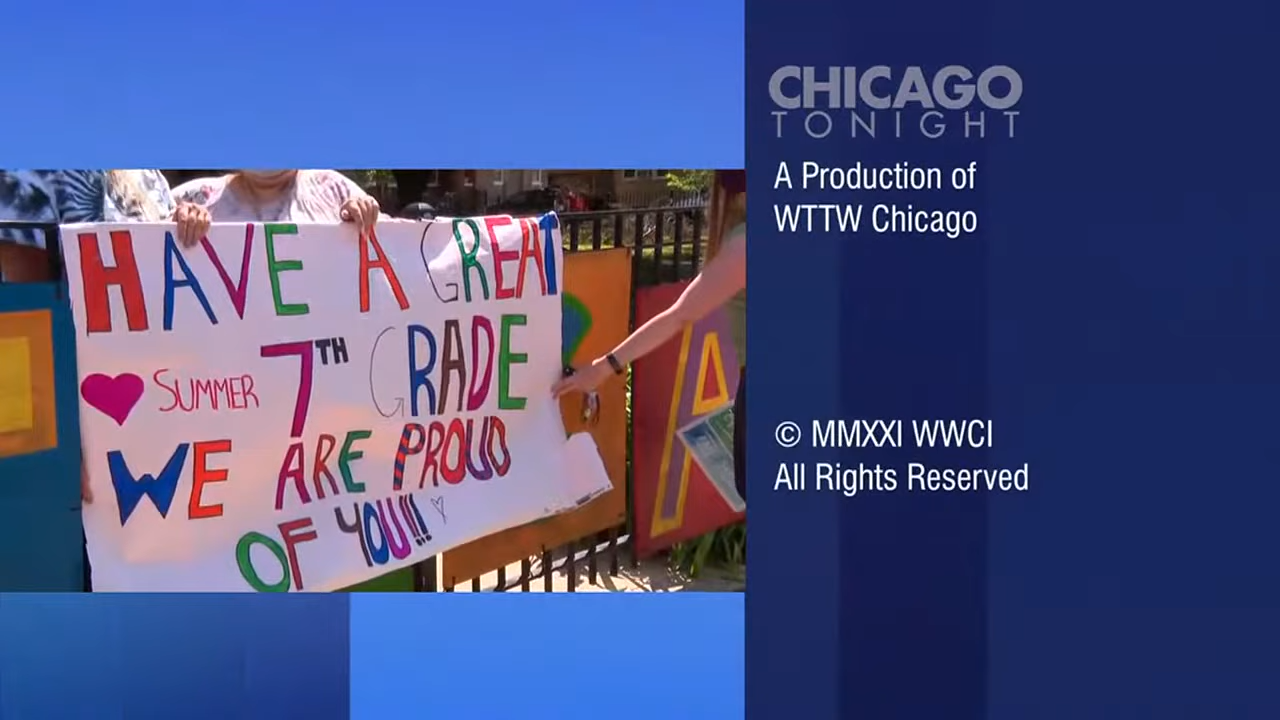 HAVE A GREAT
SUMMER 7TH GRADE
WE ARE PROUD
OF YOU!!!
CHICAGO
TONIGHT
A Production of
WTTW Chicago
© MMXXI WWCI
All Rights Reserved